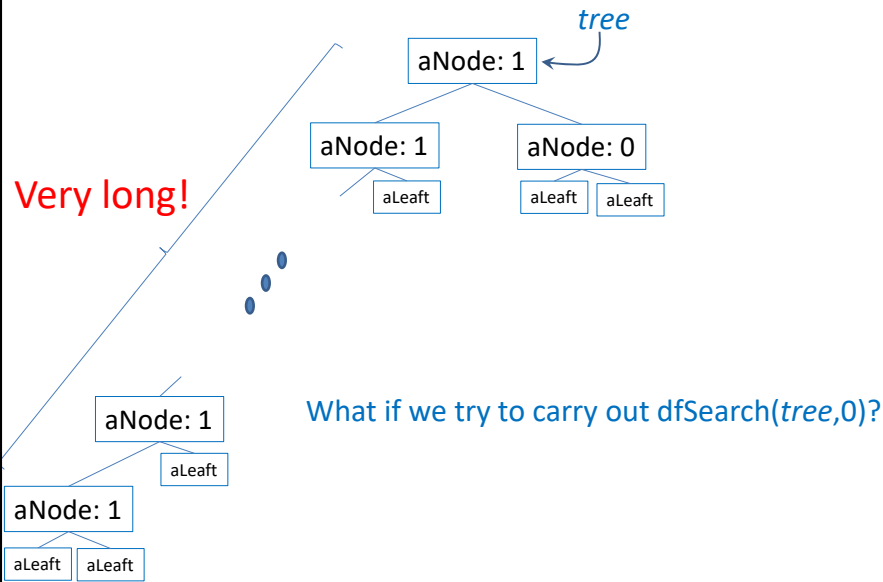 tree
aNode: 1
aNode: 1
aNode: 0
Very long!
aLeaft
aLeaft
aLeaft
What if we try to carry out dfSearch(tree,0)?
aNode: 1
aLeaft
aNode: 1
aLeaft
aLeaft